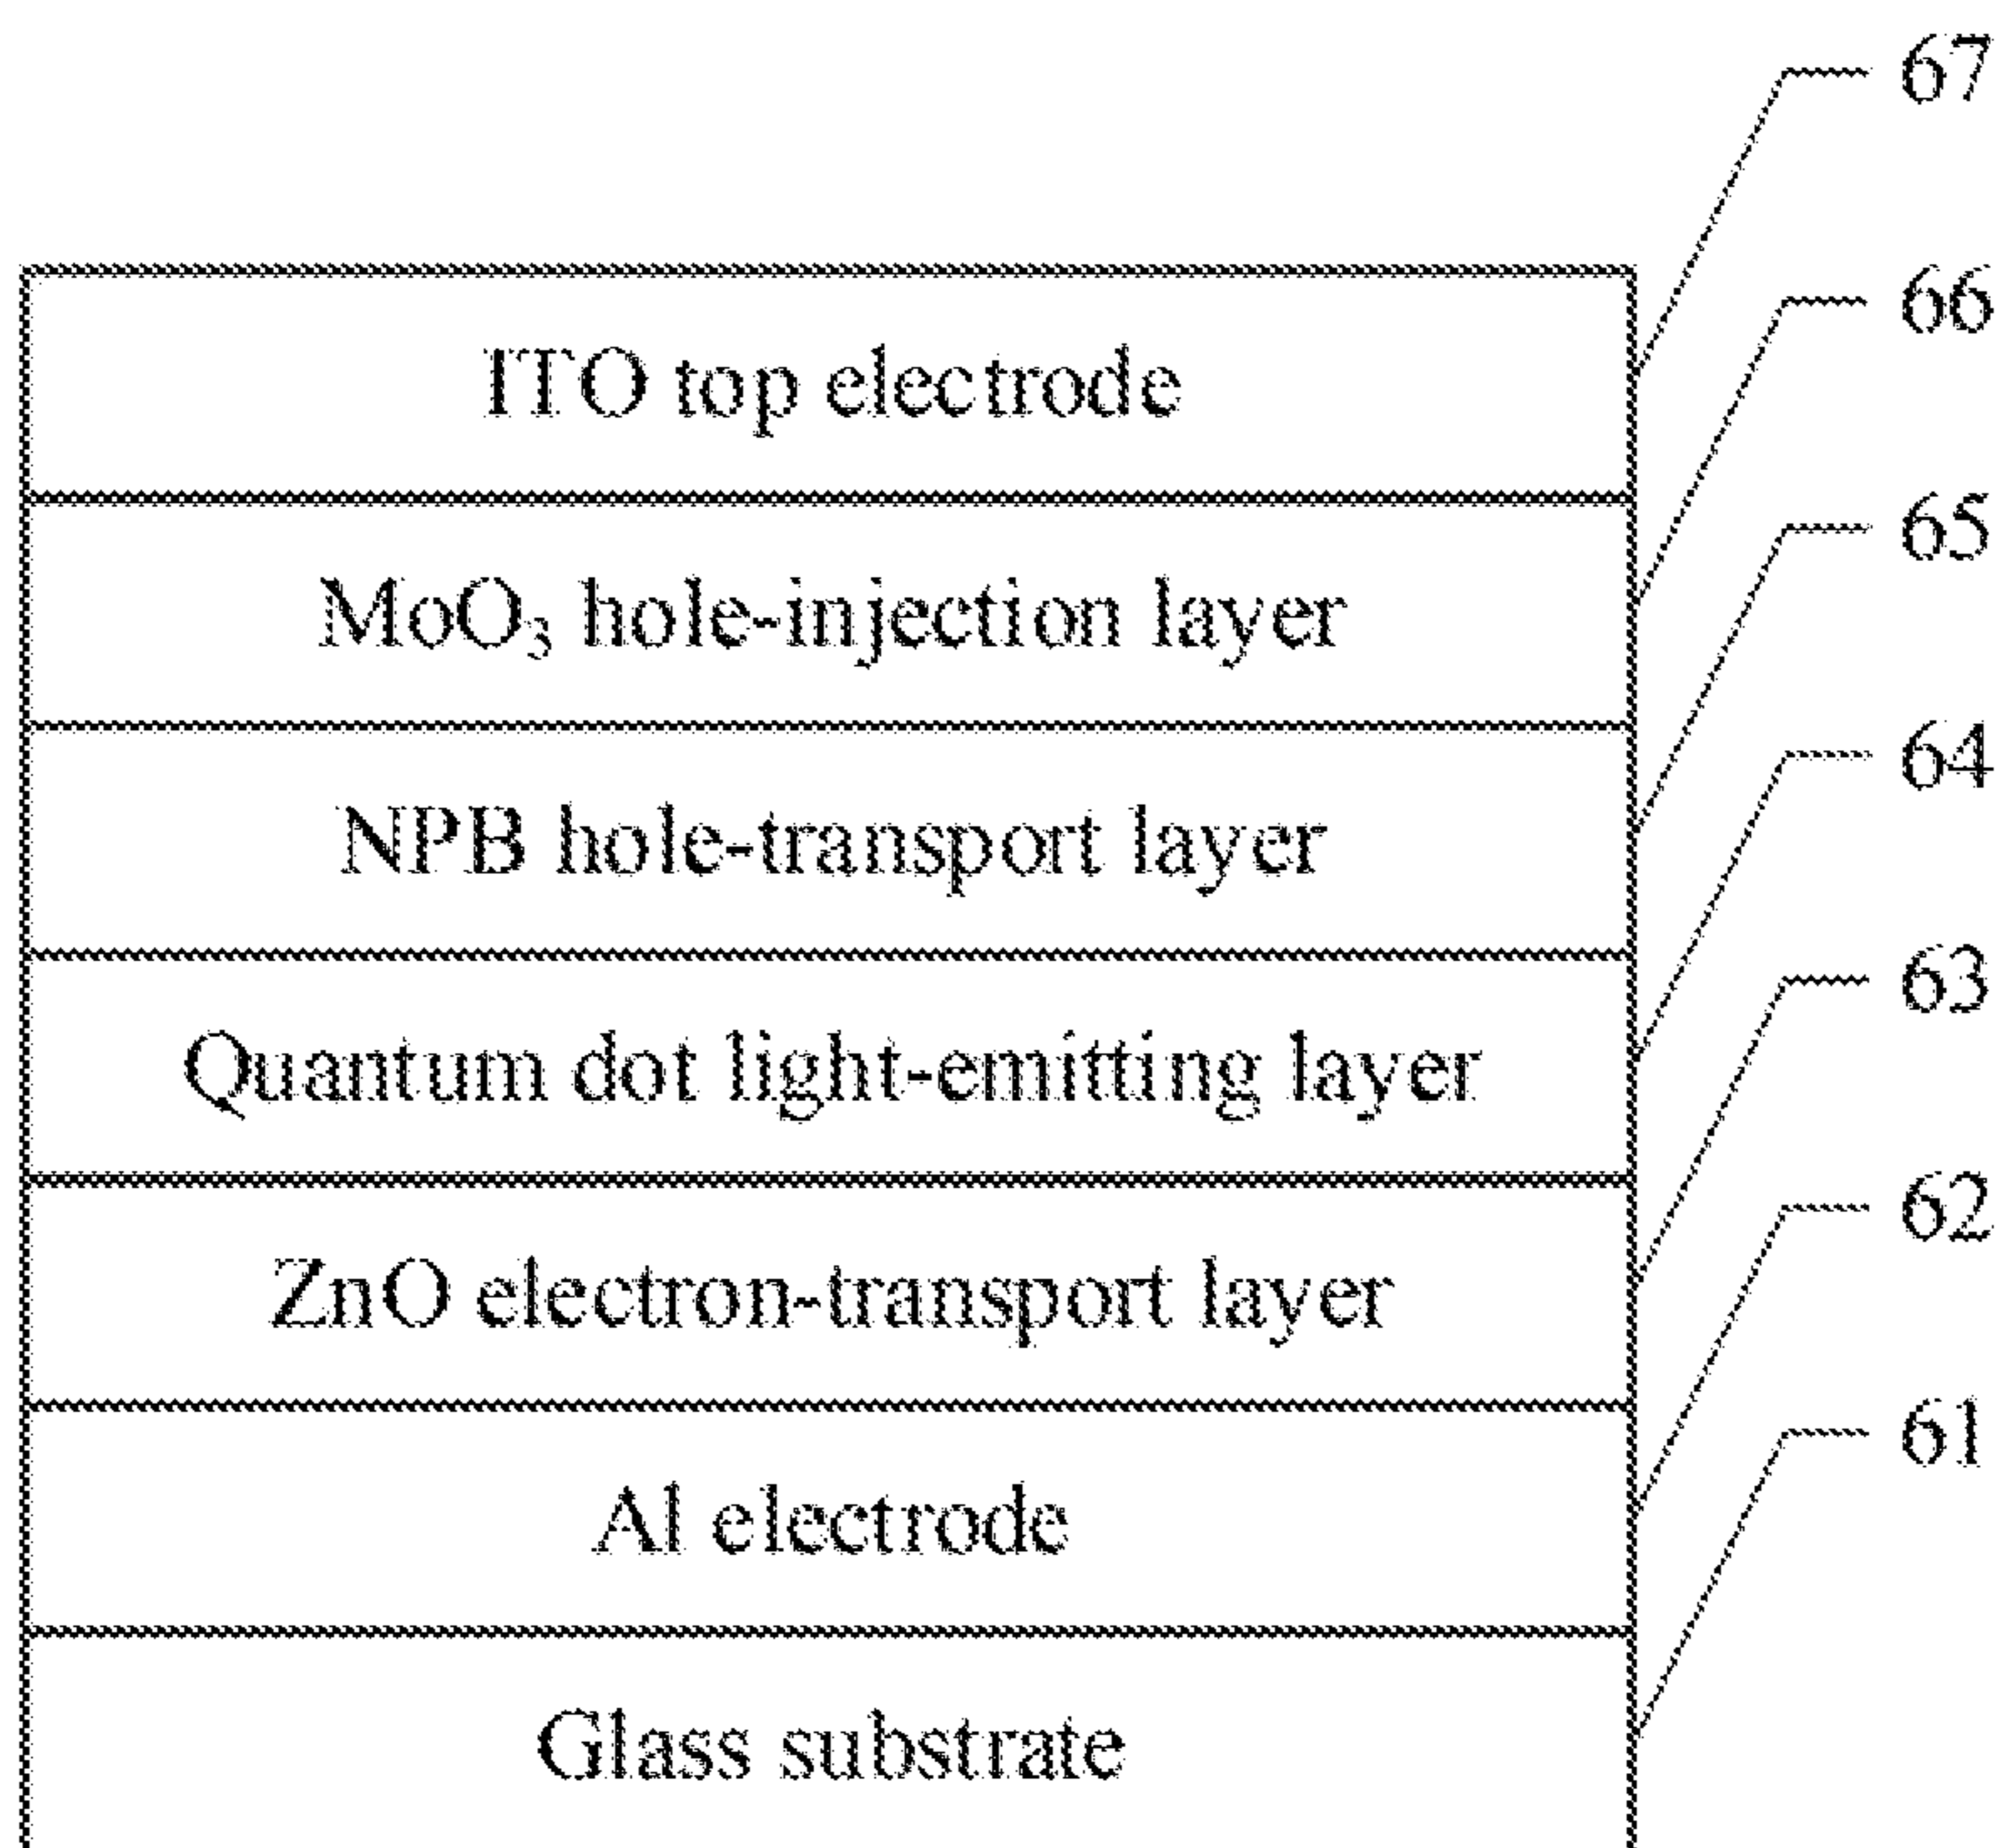 67
ITO top electrode
66
MoO₃ hole-injection layer
65
NPB hole-transport layer
64
Quantum dot light-emitting layer
63
ZnO electron-transport layer
62
Al electrode
61
Glass substrate